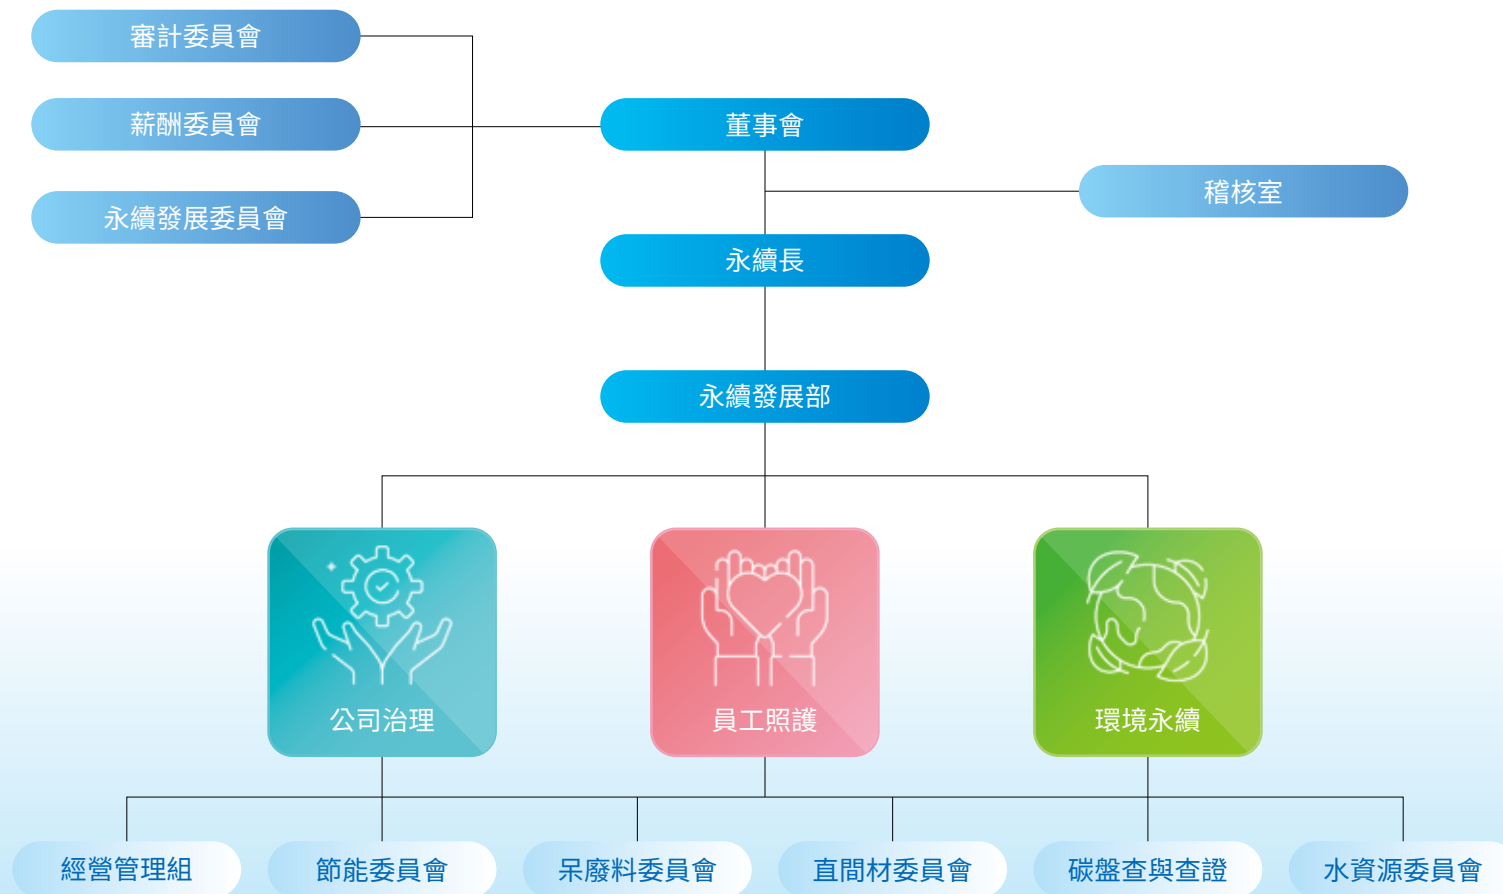 審計委員會
薪酬委員會
永續發展委員會
董事會
稽核室
永續長
永續發展部
公司治理
員工照護
環境永續
經營管理組
節能委員會
呆廢料委員會
直間材委員會
碳盤查與查證
水資源委員會